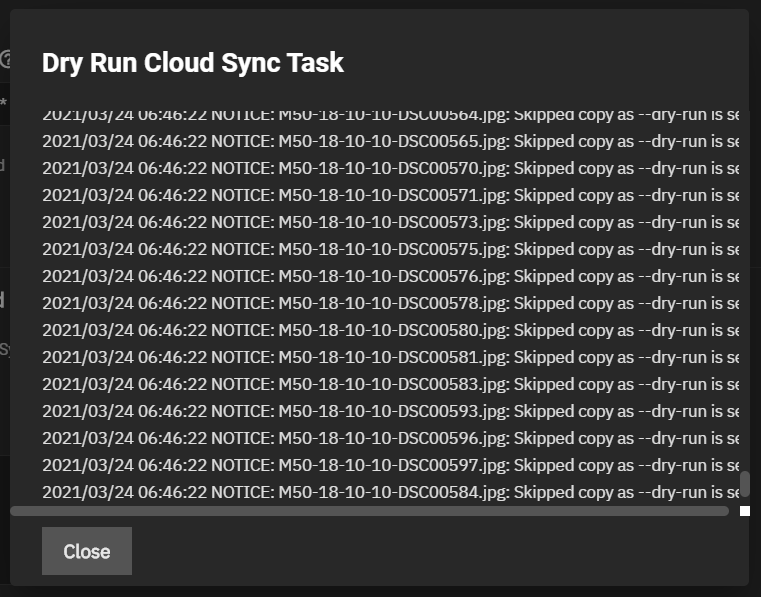 Dry Run Cloud Sync Task
*
2021/03/24 06:46:22 NOTICE: M50-18-10-10-DSC00564.jpg: Skipped copy as --dry-run is se
2021/03/24 06:46:22 NOTICE: M50-18-10-10-DSC00565.jpg: Skipped copy as --dry-run is se
2021/03/24 06:46:22 NOTICE: M50-18-10-10-DSC00570.jpg: Skipped copy as --dry-run is se
2021/03/24 06:46:22 NOTICE: M50-18-10-10-DSC00571.jpg: Skipped copy as --dry-run is se
2021/03/24 06:46:22 NOTICE: M50-18-10-10-DSC00573.jpg: Skipped copy as --dry-run is se
2021/03/24 06:46:22 NOTICE: M50-18-10-10-DSC00575.jpg: Skipped copy as --dry-run is se
2021/03/24 06:46:22 NOTICE: M50-18-10-10-DSC00576.jpg: Skipped copy as --dry-run is se
2021/03/24 06:46:22 NOTICE: M50-18-10-10-DSC00578.jpg: Skipped copy as --dry-run is se
2021/03/24 06:46:22 NOTICE: M50-18-10-10-DSC00580.jpg: Skipped copy as --dry-run is se
2021/03/24 06:46:22 NOTICE: M50-18-10-10-DSC00581.jpg: Skipped copy as --dry-run is se
2021/03/24 06:46:22 NOTICE: M50-18-10-10-DSC00583.jpg: Skipped copy as --dry-run is se
2021/03/24 06:46:22 NOTICE: M50-18-10-10-DSC00593.jpg: Skipped copy as --dry-run is se
2021/03/24 06:46:22 NOTICE: M50-18-10-10-DSC00596.jpg: Skipped copy as --dry-run is se
2021/03/24 06:46:22 NOTICE: M50-18-10-10-DSC00597.jpg: Skipped copy as --dry-run is se
2021/03/24 06:46:22 NOTICE: M50-18-10-10-DSC00584.jpg: Skipped copy as --dry-run is se
Close